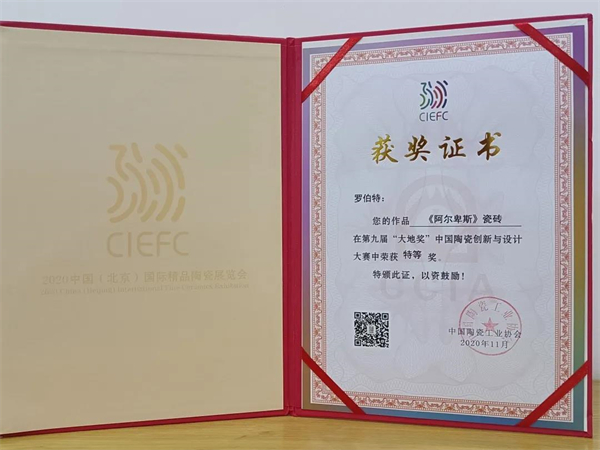 CIEFC
2020中国(北京)国际精品陶瓷展览会
CIEFC
获奖证书
罗伯特:
您的作品 《阿尔卑斯》瓷砖
在第九届“大地奖”中国陶瓷创新与设计
大赛中荣获 特等 奖。
特颁此证，以资鼓励！
中国陶瓷工业协会
2020年11月